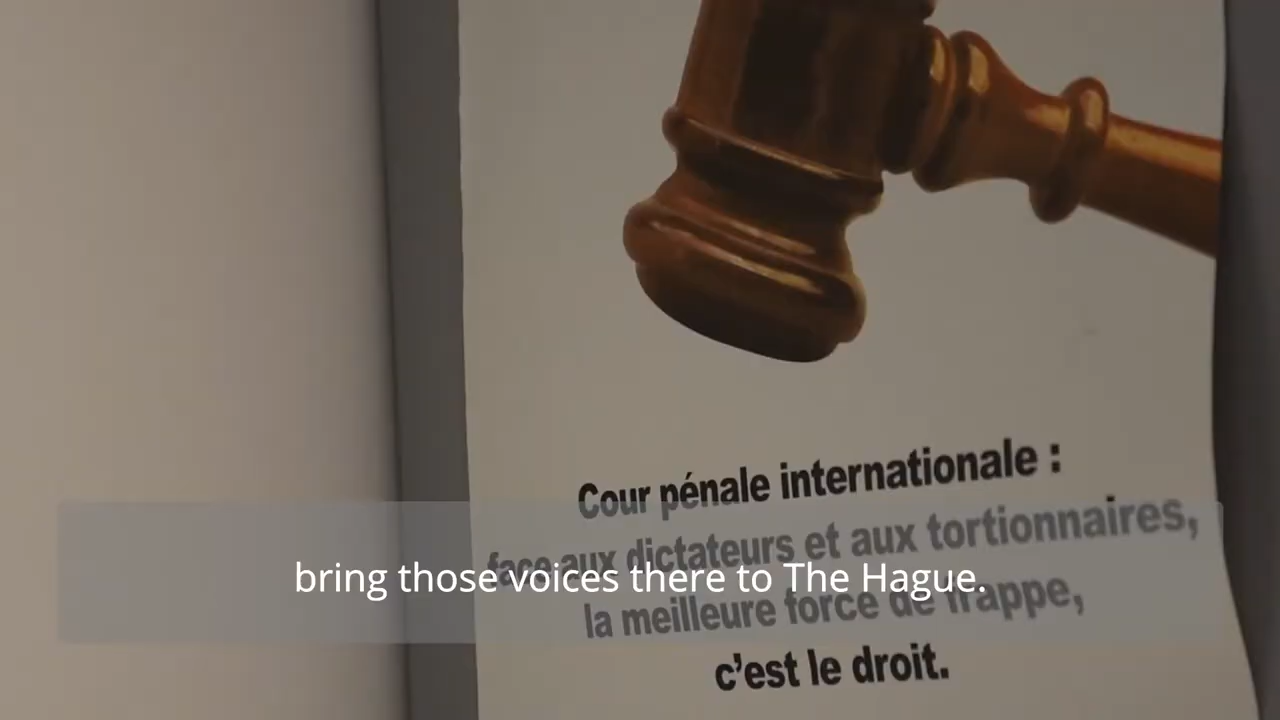 Cour pénale internationale :
face aux dictateurs et aux tortionnaires,
bring those voices there to The Hague.
la meilleure force de frappe,
c’est le droit.